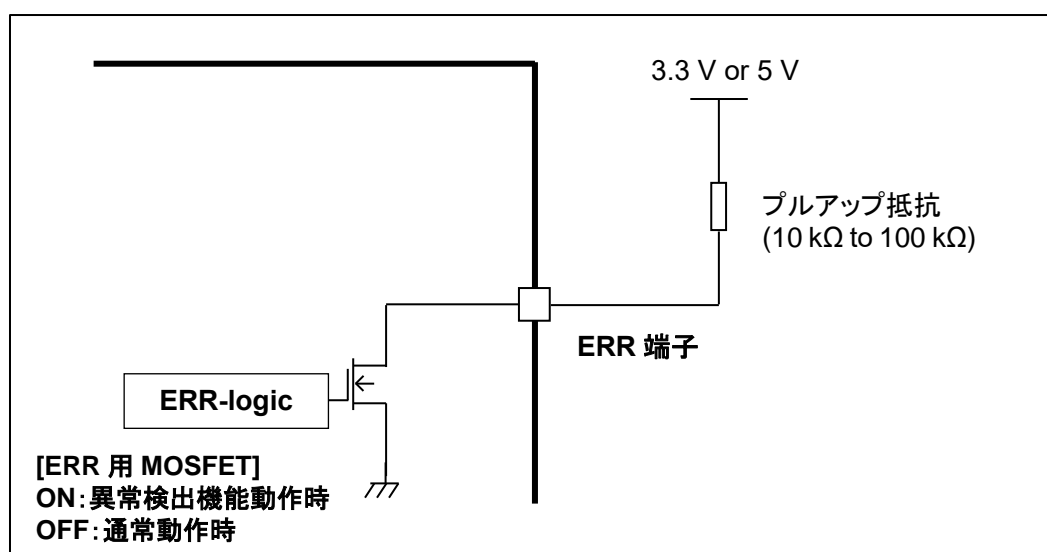 3.3 V or 5 V
プルアップ抵抗
(10 kΩ to 100 kΩ)
ERR 端子
ERR-logic
[ERR 用 MOSFET]
ON：異常検出機能動作時
OFF：通常動作時